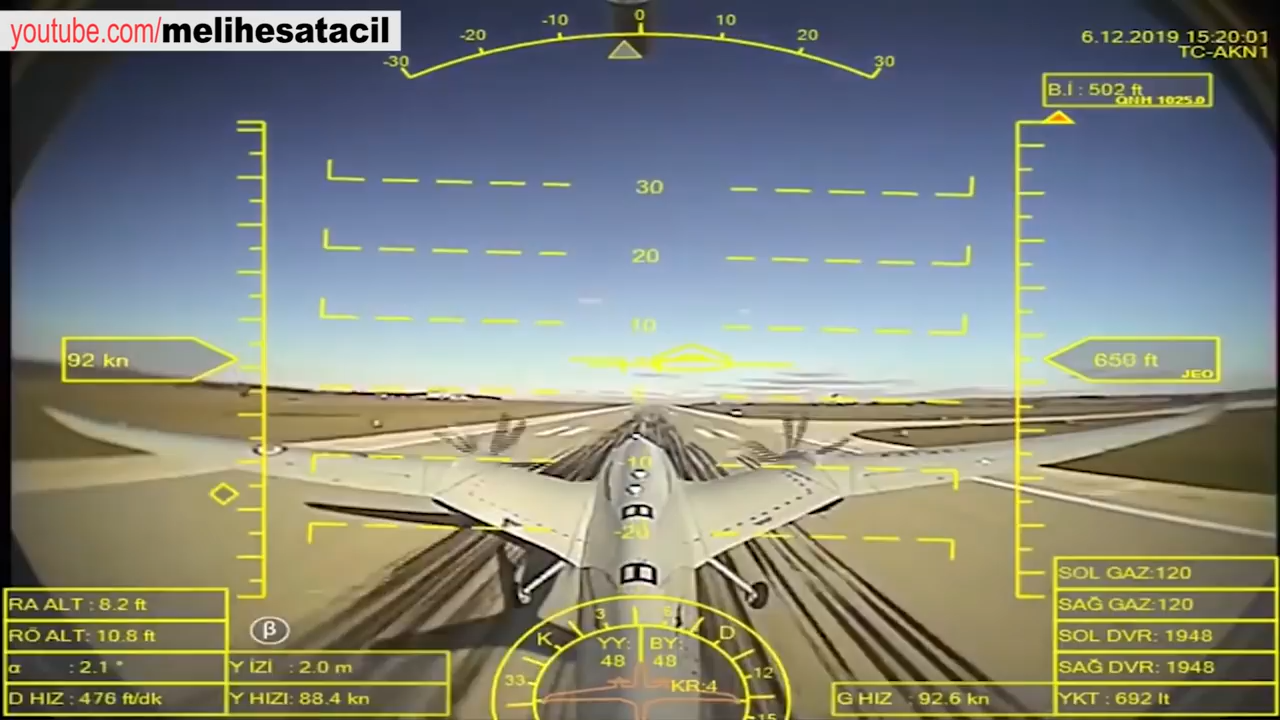 youtube.com/melihesatacil
-30 -20 -10 0 10 20 30
6.12.2019 15:20:01
TC-AKN1
B.İ : 502 ft
QNH 1025.0
30
20
10
92 kn
650 ft
JEO
-10
-20
RA ALT : 8.2 ft
RÖ ALT: 10.8 ft
α : 2.1 °
D HIZ : 476 ft/dk
β
Y İZİ : 2.0 m
Y HIZI: 88.4 kn
33 K 3 6 D 12 15
YY: 48
BY: 48
KR:4
G HIZ : 92.6 kn
SOL GAZ:120
SAĞ GAZ:120
SOL DVR: 1948
SAĞ DVR: 1948
YKT : 692 lt